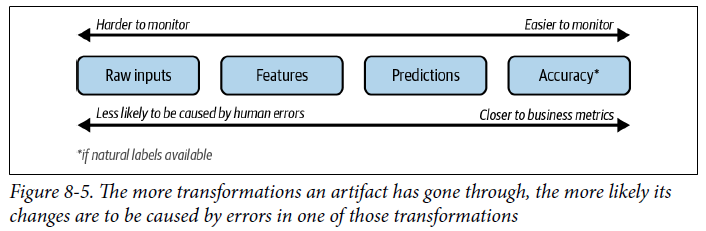 Harder to monitor Easier to monitor
Raw inputs Features Predictions Accuracy*
Less likely to be caused by human errors Closer to business metrics
*if natural labels available
Figure 8-5. The more transformations an artifact has gone through, the more likely its
changes are to be caused by errors in one of those transformations